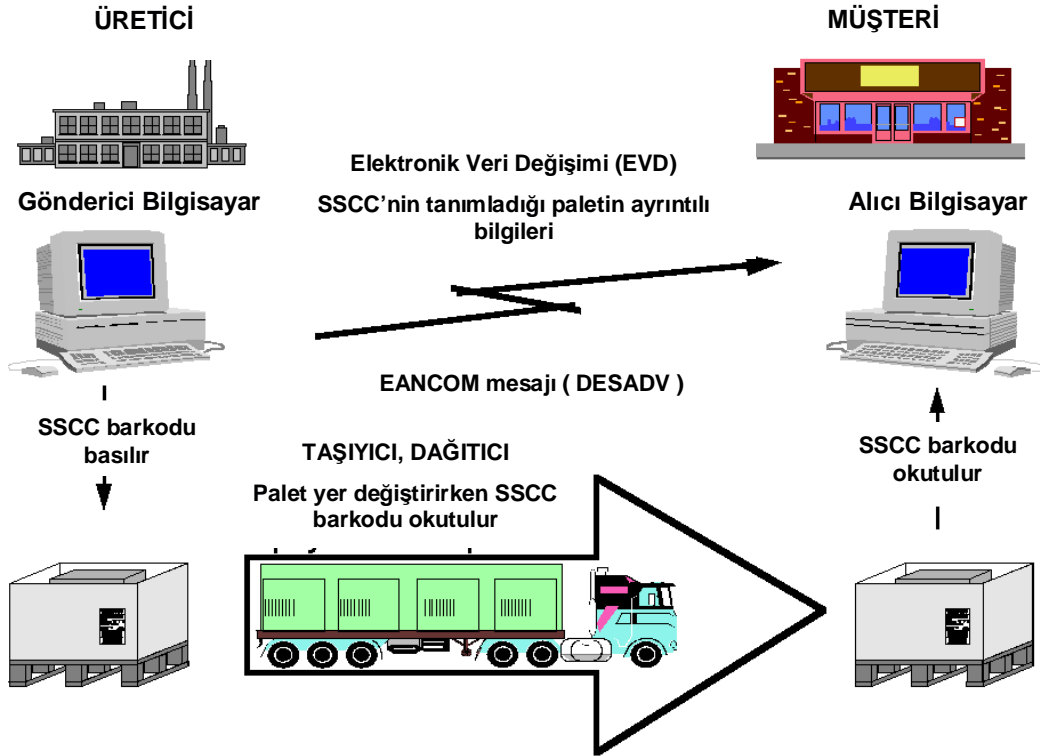 ÜRETİCİ
MÜŞTERİ
Elektronik Veri Değişimi (EVD)
Gönderici Bilgisayar
SSCC’nin tanımladığı paletin ayrıntılı
bilgileri
Alıcı Bilgisayar
EANCOM mesajı ( DESADV )
SSCC barkodu
basılır
TAŞIYICI, DAĞITICI
Palet yer değiştirirken SSCC
barkodu okutulur
SSCC barkodu
okutulur